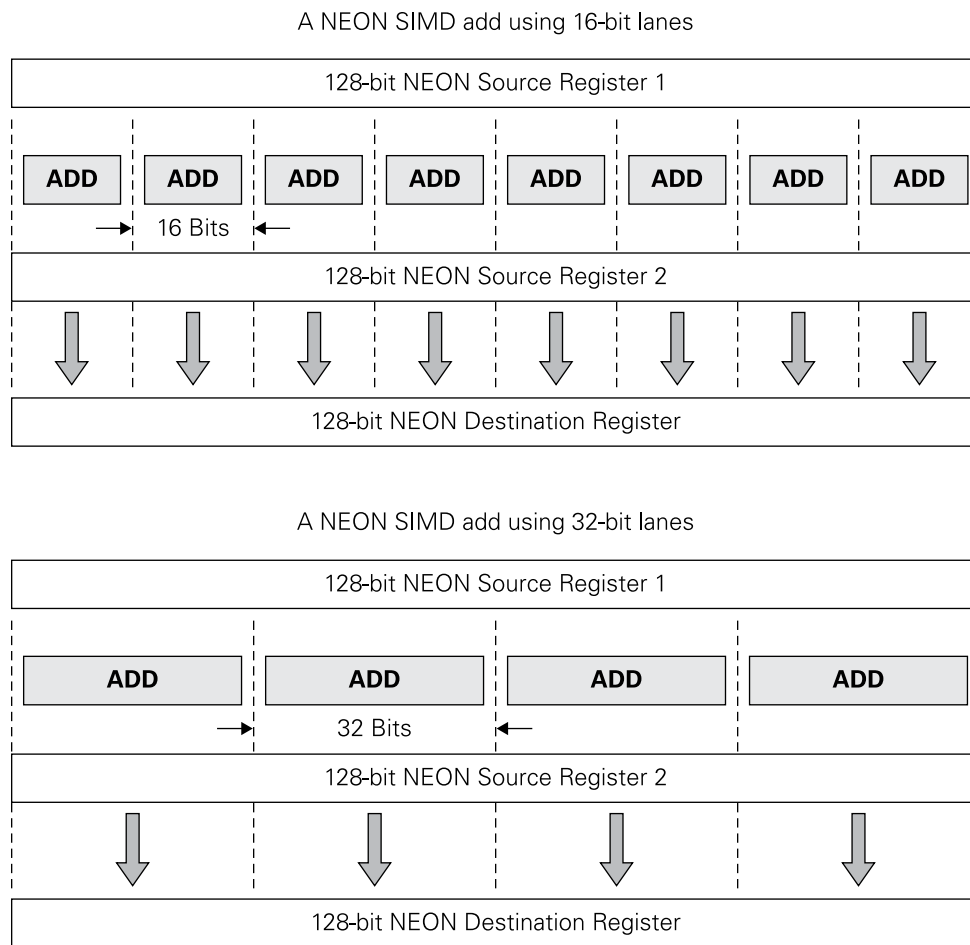 A NEON SIMD add using 16-bit lanes
128-bit NEON Source Register 1
ADD ADD ADD ADD ADD ADD ADD ADD
16 Bits
128-bit NEON Source Register 2
128-bit NEON Destination Register
A NEON SIMD add using 32-bit lanes
128-bit NEON Source Register 1
ADD ADD ADD ADD
32 Bits
128-bit NEON Source Register 2
128-bit NEON Destination Register